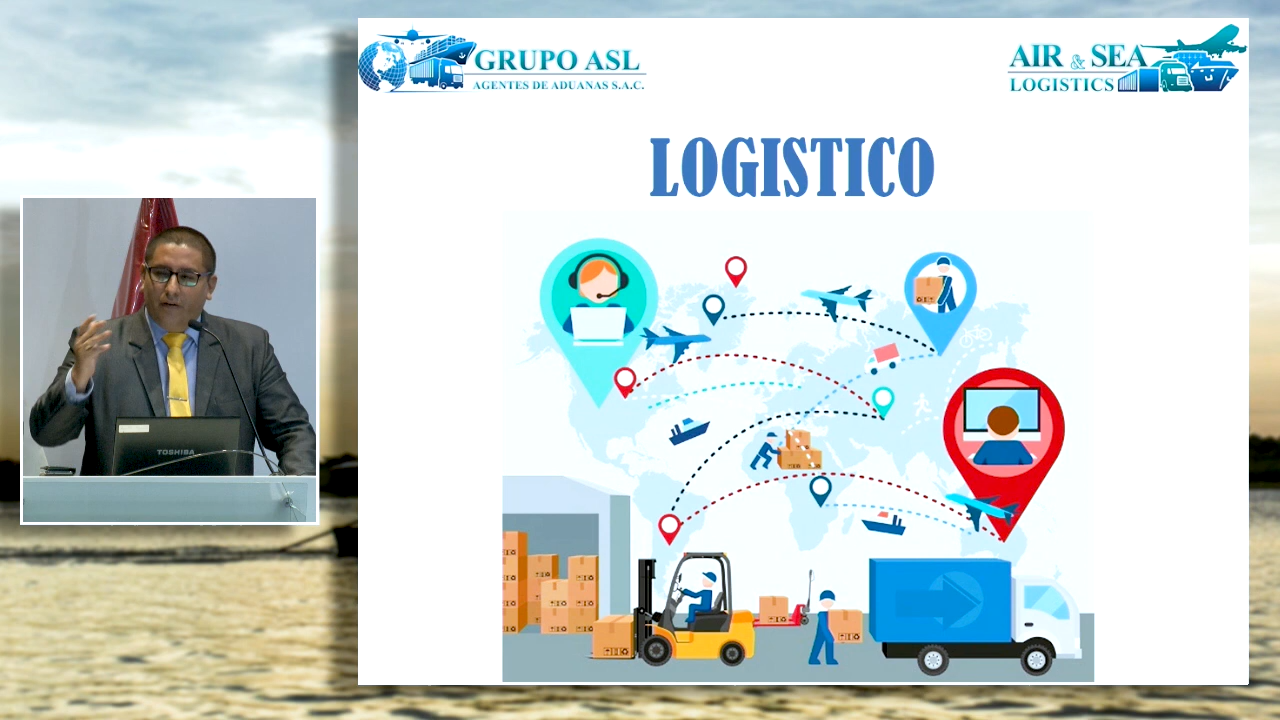 GRUPO ASL
AGENTES DE ADUANAS S.A.C.
AIR & SEA
LOGISTICS
LOGISTICO
TOSHIBA